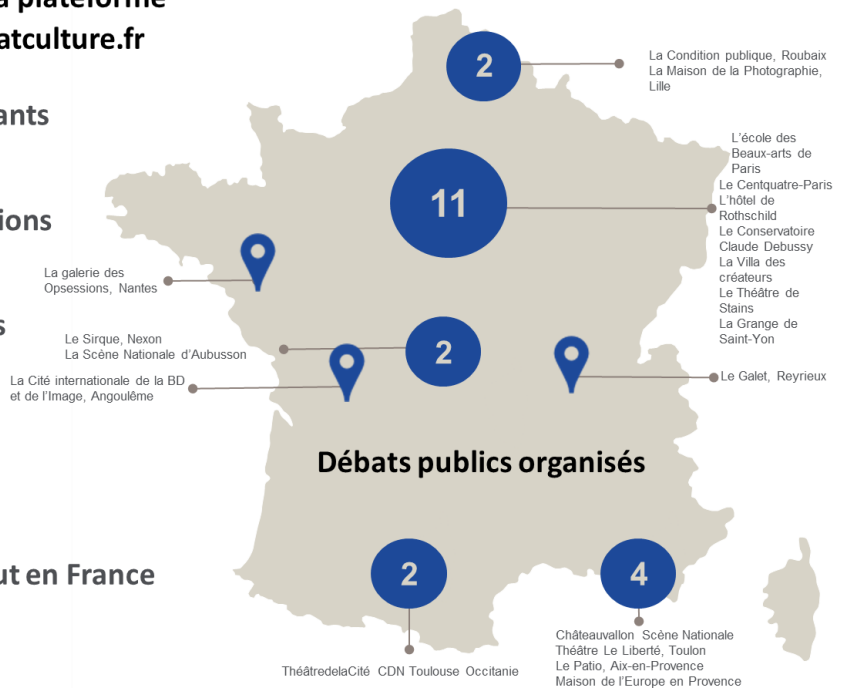 a plateforme
atculture.fr
ants
ions
s
ut en France
2
La Condition publique, Roubaix
La Maison de la Photographie,
Lille
11
L'école des
Beaux-arts de
Paris
Le Centquatre-Paris
L'hôtel de
Rothschild
Le Conservatoire
Claude Debussy
La Villa des
créateurs
Le Théâtre de
Stains
La Grange de
Saint-Yon
La galerie des
Opsessions, Nantes
Le Sirque, Nexon
La Scène Nationale d'Aubusson
2
La Cité internationale de la BD
et de l'Image, Angoulême
Le Galet, Reyrieux
Débats publics organisés
2
4
ThéâtredelaCité CDN Toulouse Occitanie
Châteauvallon Scène Nationale
Théâtre Le Liberté, Toulon
Le Patio, Aix-en-Provence
Maison de l'Europe en Provence